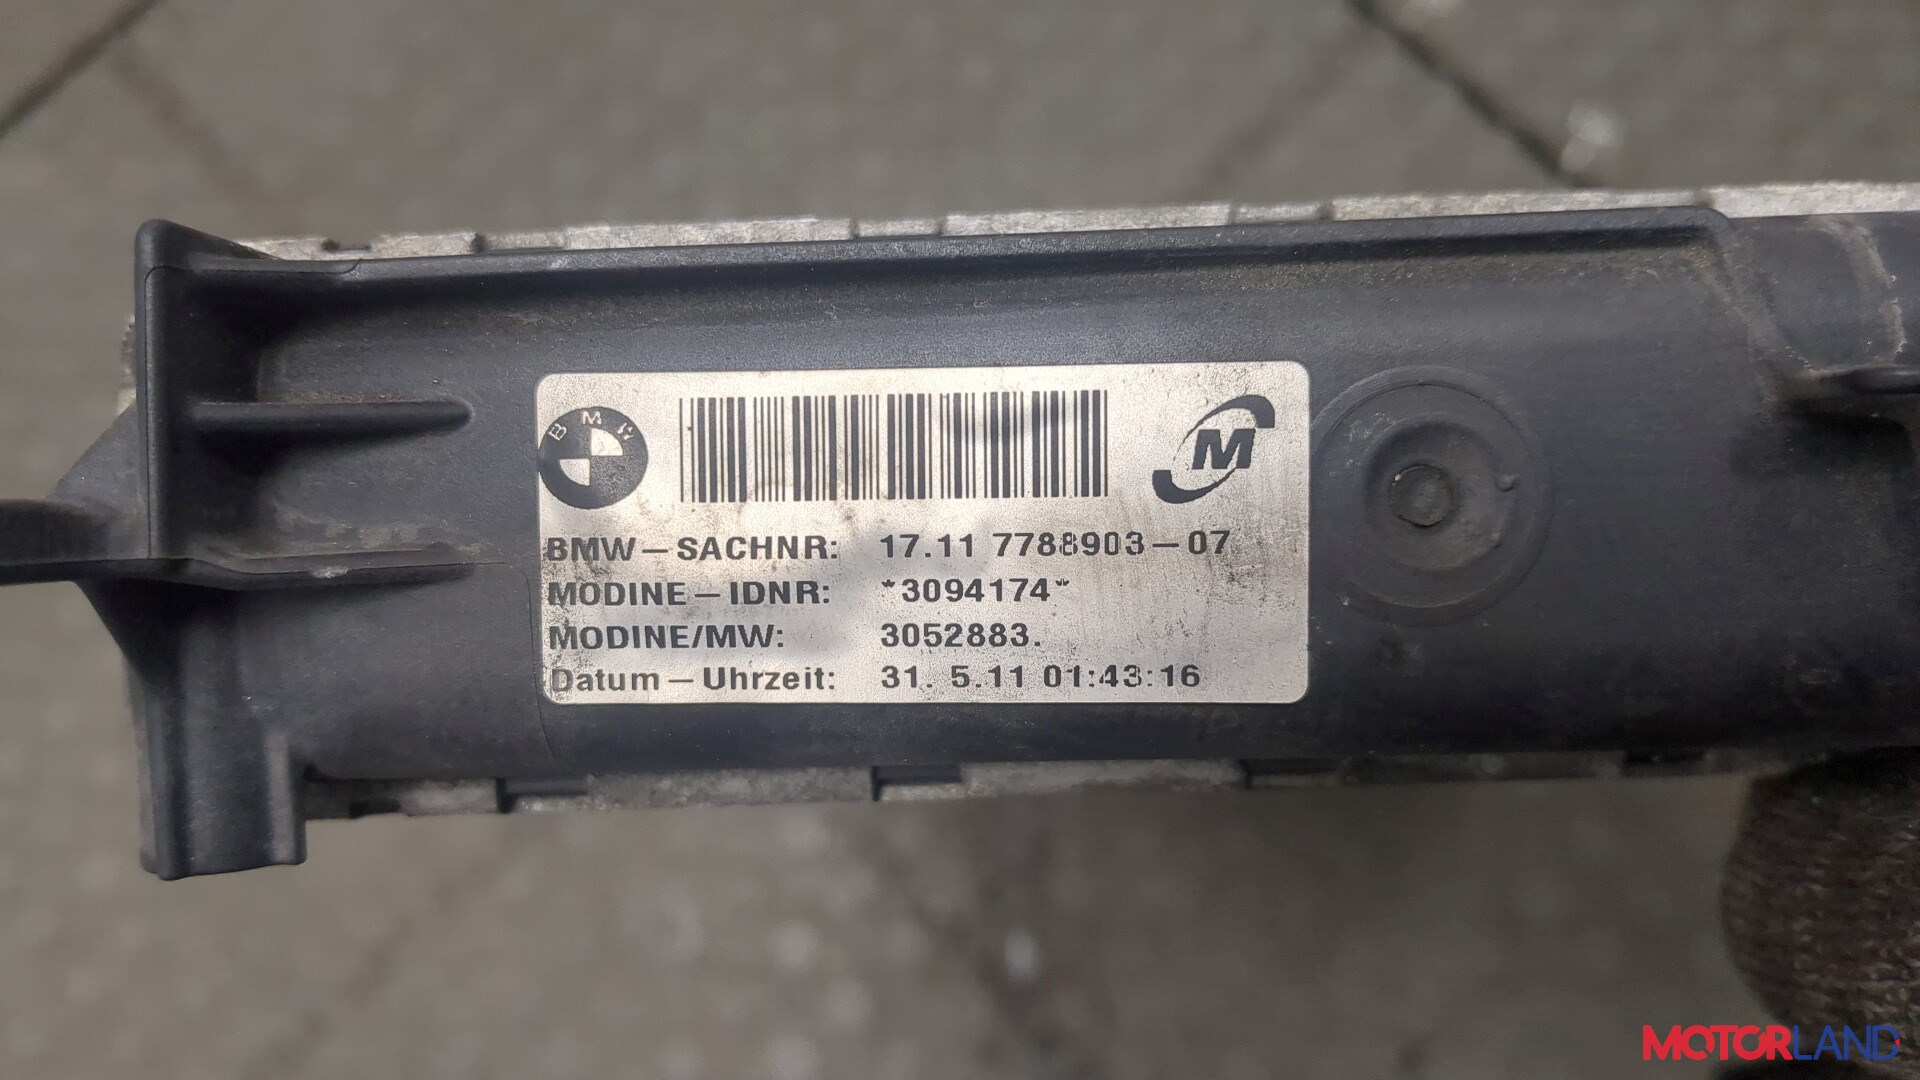 BMW
M
BMW-SACHNR: 17.11 7788903-07
MODINE-IDNR: *3094174*
MODINE/MW: 3052883.
Datum-Uhrzeit: 31. 5.11 01:43:16
MOTORLAND